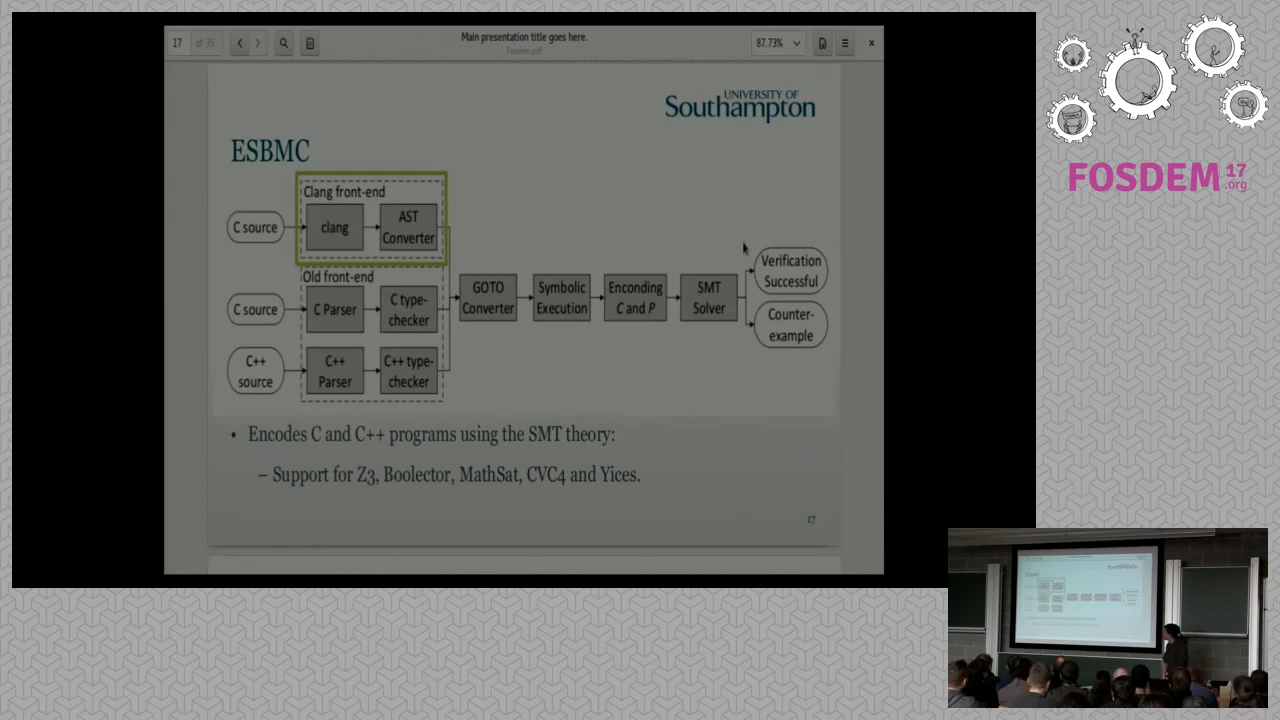 17 of 35
Main presentation title goes here.
Fosdem.pdf
87.73%
UNIVERSITY OF
Southampton
ESBMC
Clang front-end
C source
clang
AST
Converter
Old front-end
C source
C Parser
C type-
checker
C++
source
C++
Parser
C++ type-
checker
GOTO
Converter
Symbolic
Execution
Enconding
C and P
SMT
Solver
Verification
Successful
Counter-
example
• Encodes C and C++ programs using the SMT theory:
– Support for Z3, Boolector, MathSat, CVC4 and Yices.
17
FOSDEM 17
.org